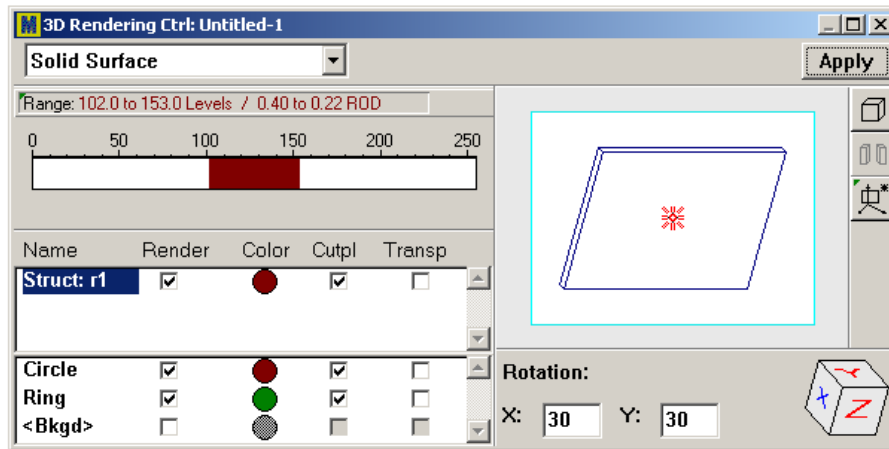 3D Rendering Ctrl: Untitled-1
Solid Surface
Apply
Range: 102.0 to 153.0 Levels / 0.40 to 0.22 ROD
0 50 100 150 200 250
Name Render Color Cutpl Transp
Struct: r1
Circle
Ring
<Bkgd>
Rotation:
X: 30 Y: 30
Y
X Z